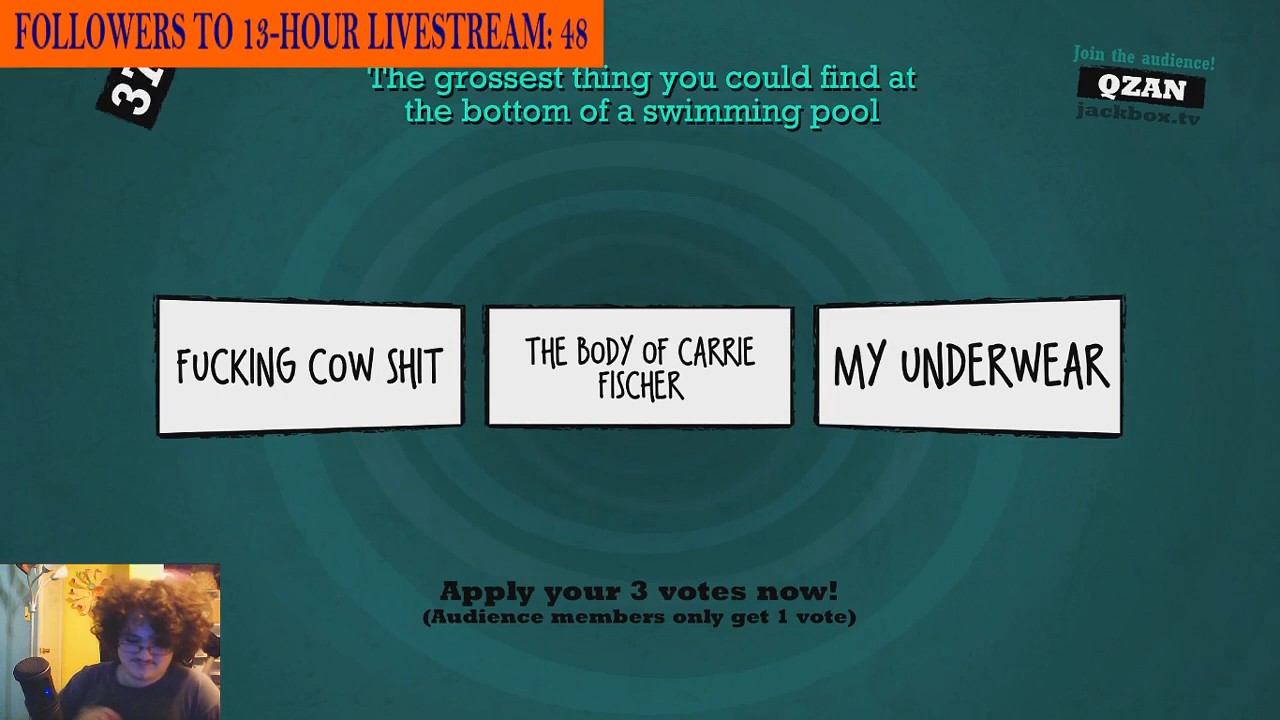 FOLLOWERS TO 13-HOUR LIVESTREAM: 48
The grossest thing you could find at
the bottom of a swimming pool
Join the audience!
QZAN
jackbox.tv
FUCKING COW SHIT
THE BODY OF CARRIE
FISCHER
MY UNDERWEAR
Apply your 3 votes now!
(Audience members only get 1 vote)